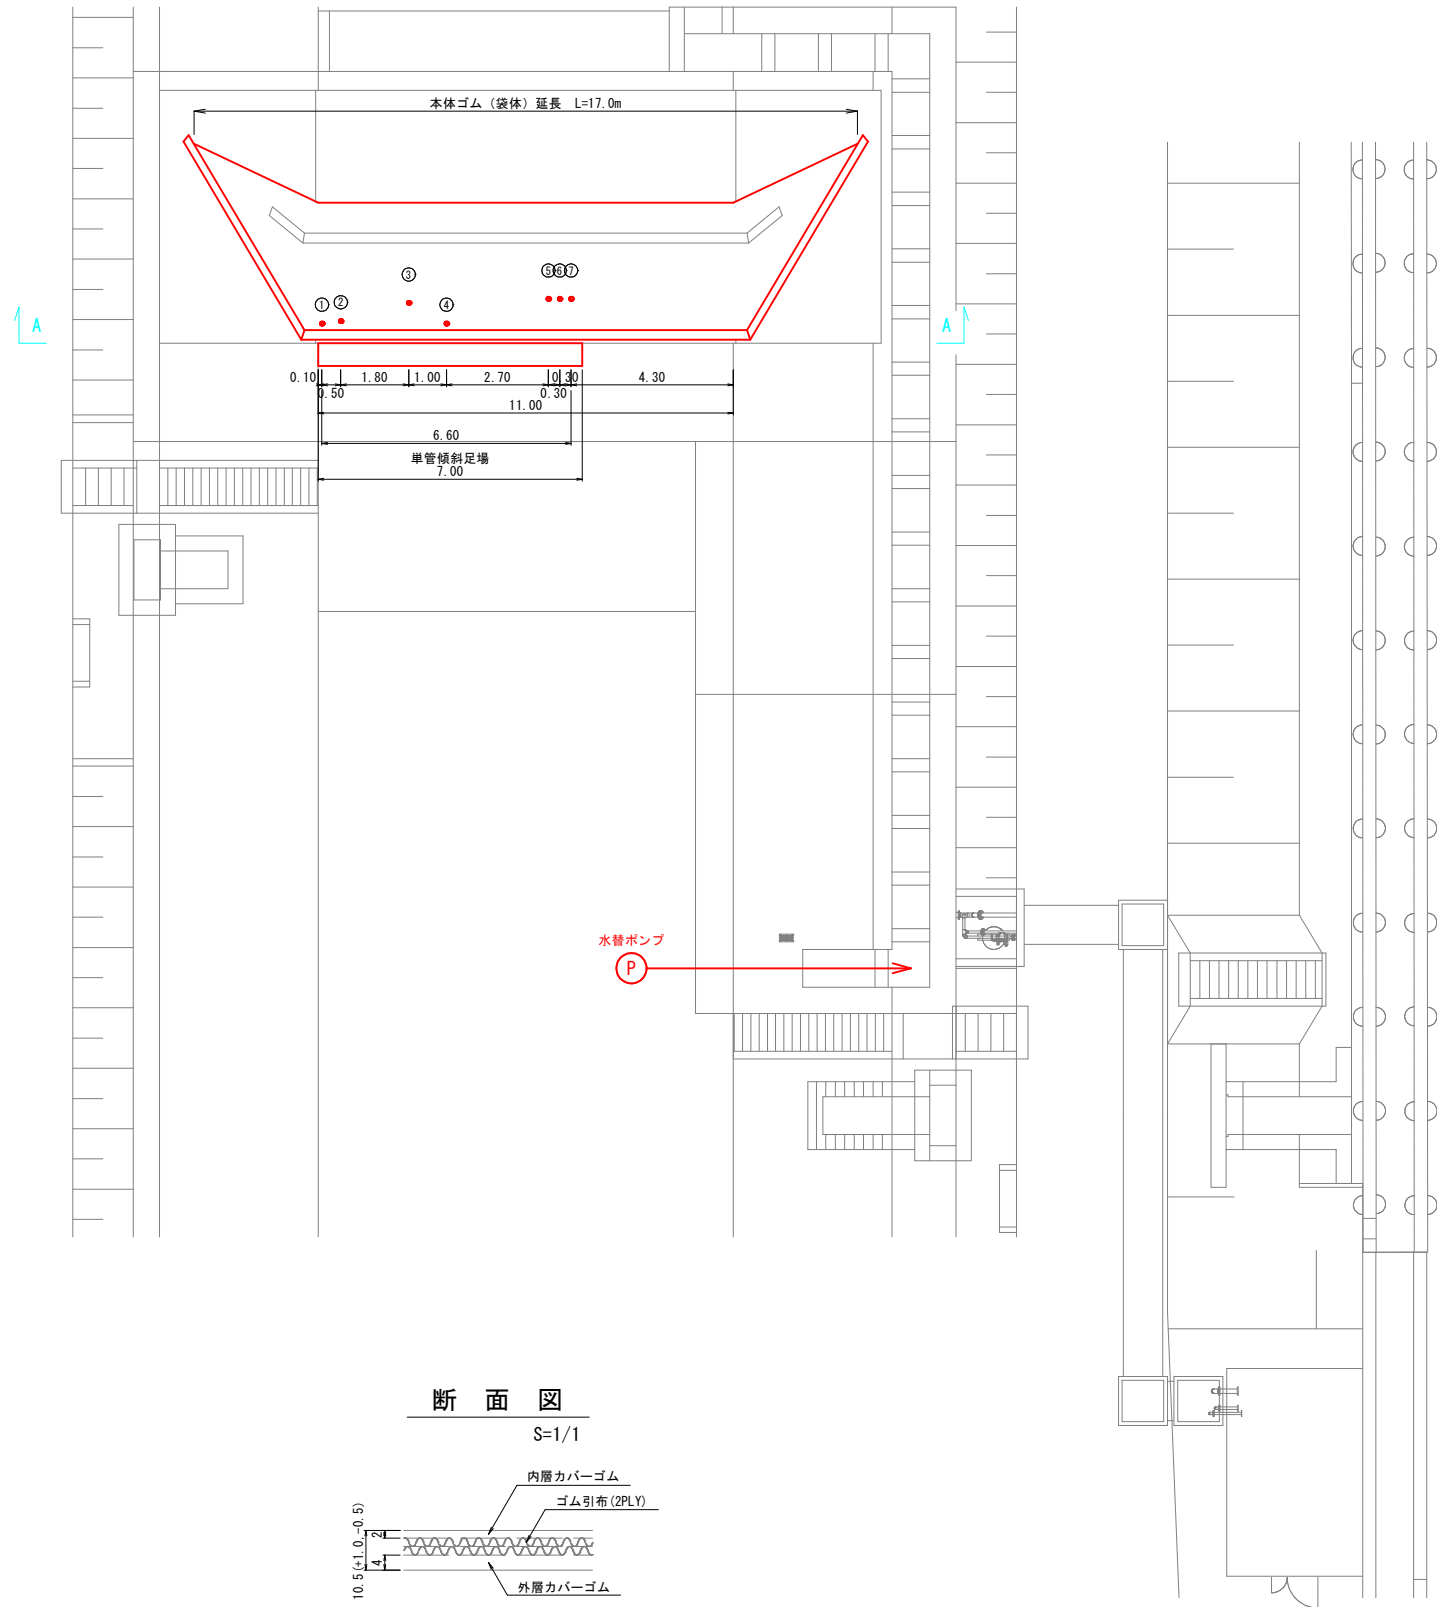 本体ゴム（袋体）延長　L=17.0m
③
⑤⑥⑦
① ② ④
A A
0.10 1.80 1.00 2.70 0.30 4.30
0.50 0.30
11.00
6.60
単管傾斜足場
7.00
水替ポンプ
P
断 面 図
S=1/1
内層カバーゴム
ゴム引布(2PLY)
10.5(+1.0,-0.5)
2
4
外層カバーゴム